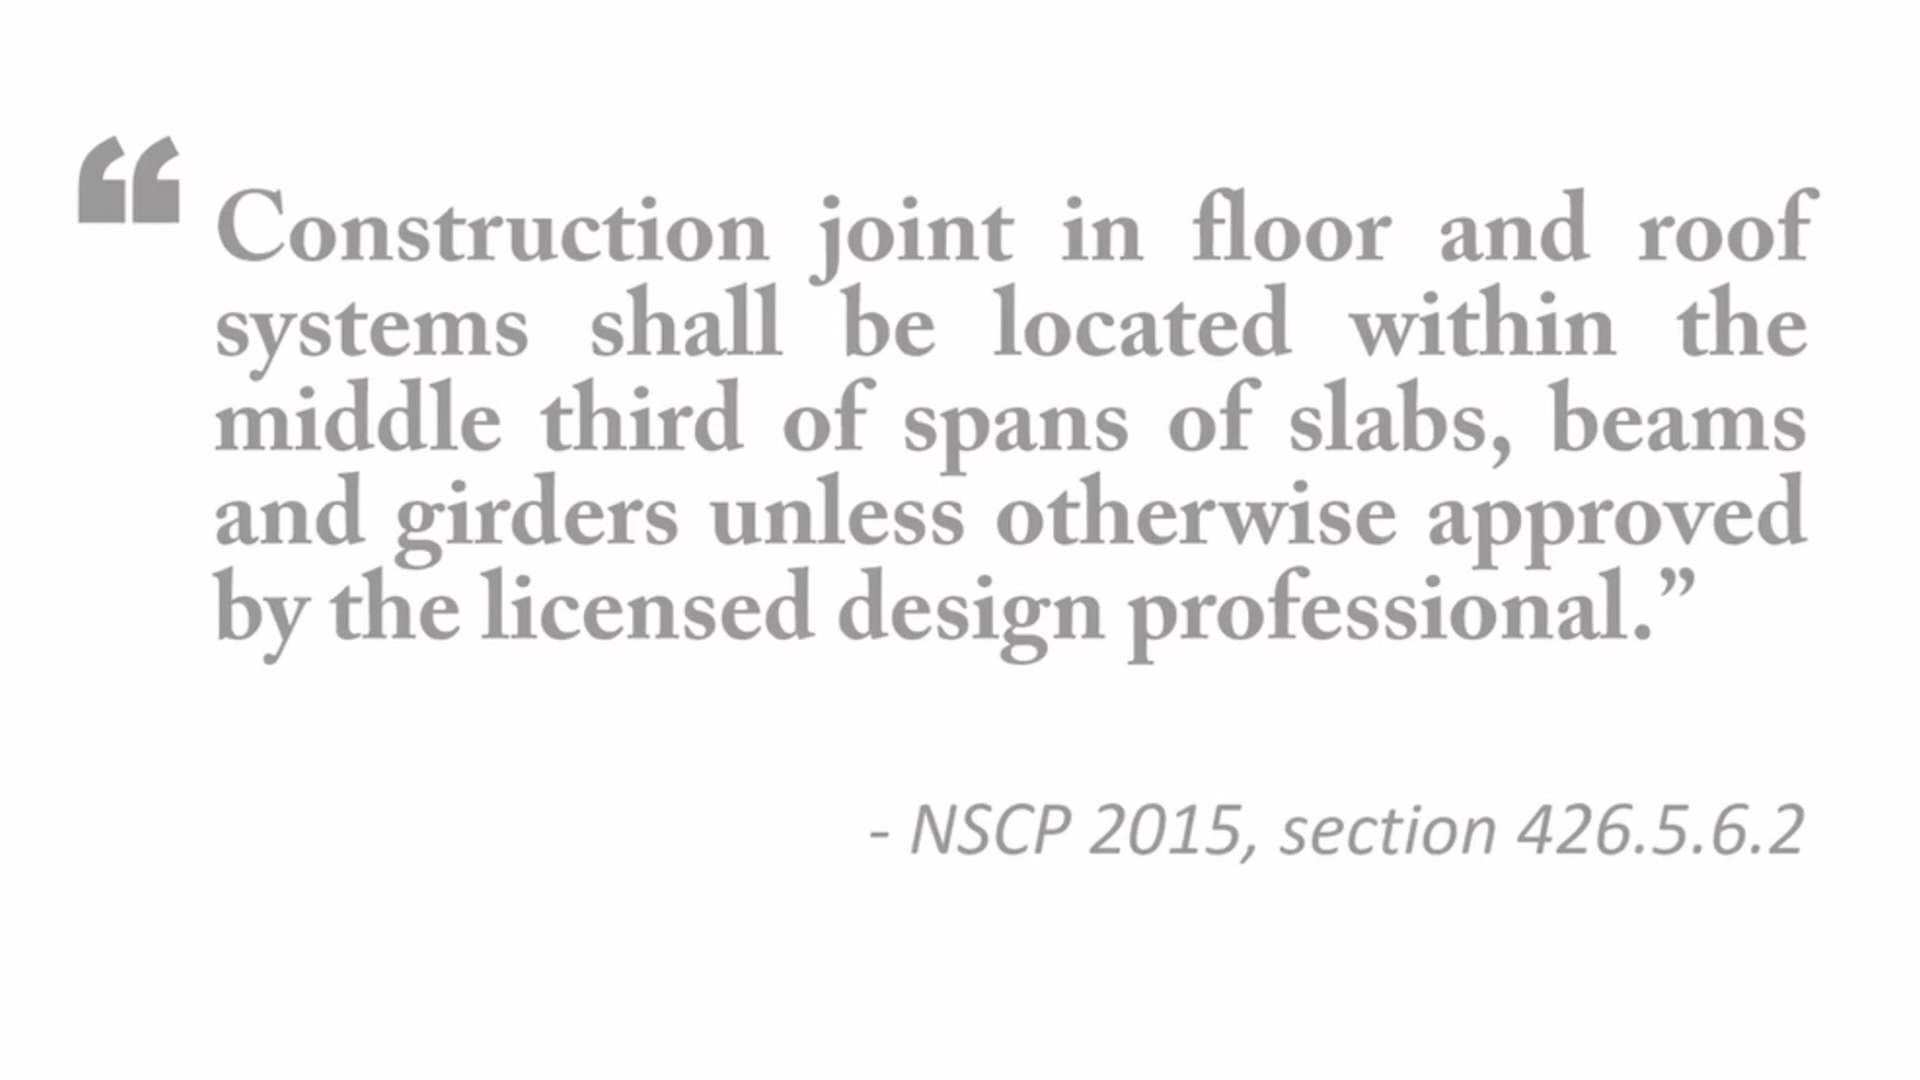 “Construction joint in floor and roof
systems shall be located within the
middle third of spans of slabs, beams
and girders unless otherwise approved
by the licensed design professional.”
- NSCP 2015, section 426.5.6.2